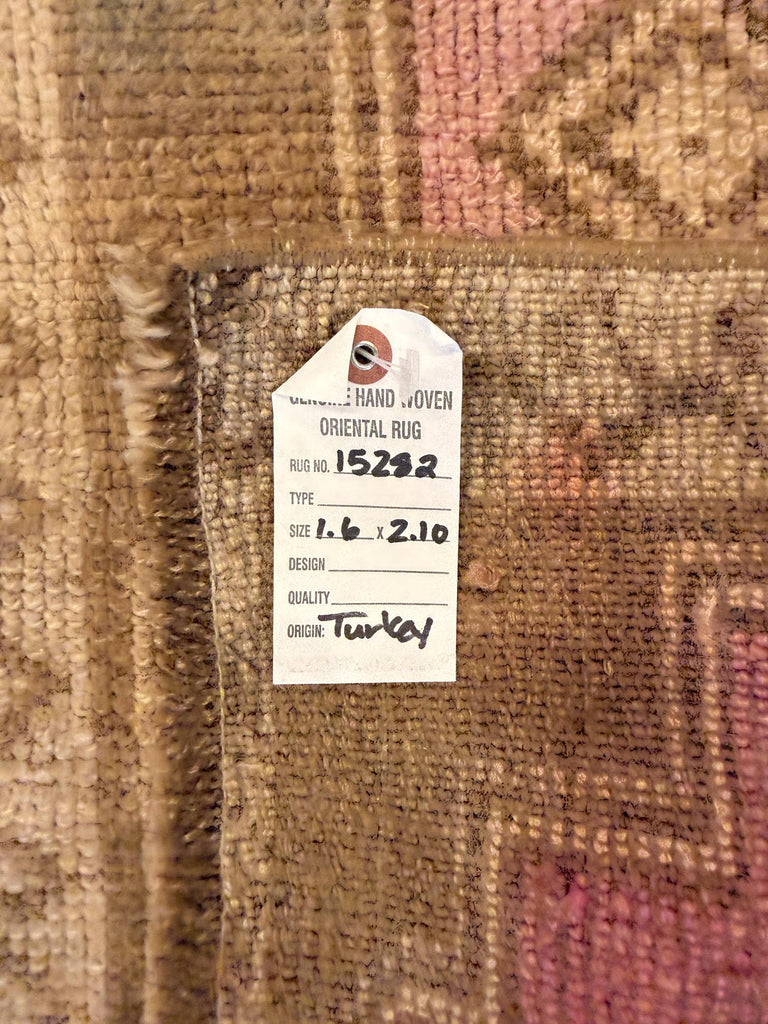 GENUINE HAND WOVEN
ORIENTAL RUG
RUG NO. 15282
TYPE
SIZE 1.6 X 2.10
DESIGN
QUALITY
ORIGIN: Turkey